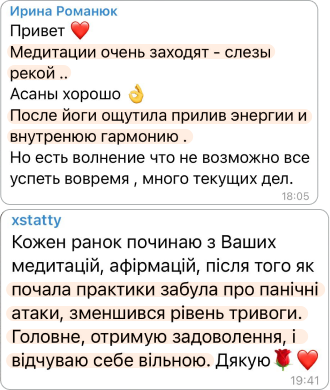 Ирина Романюк
Привет ❤️
Медитации очень заходят - слезы
рекой ..
Асаны хорошо 👌
После йоги ощутила прилив энергии и
внутренюю гармонию .
Но есть волнение что не возможно все
успеть вовремя , много текущих дел.
18:05
xstatty
Кожен ранок починаю з Ваших
медитацій, афірмацій, після того як
почала практики забула про панічні
атаки, зменшився рівень тривоги.
Головне, отримую задоволення, і
відчуваю себе вільною. Дякую🌹❤️
19:41